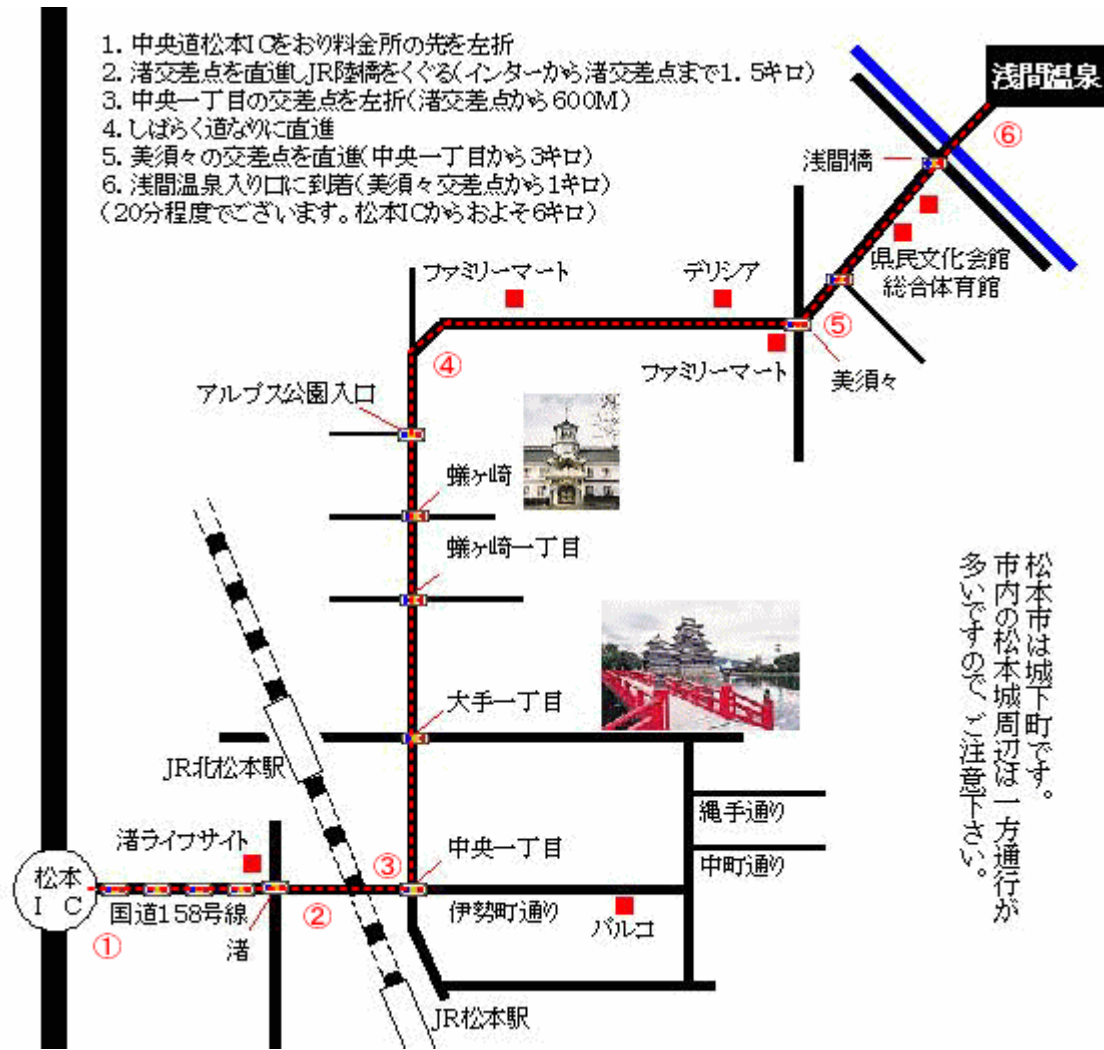 1. 中央道松本ICをおり料金所の先を左折
2. 渚交差点を直進しJR陸橋をくぐる(インターから渚交差点まで1.5キロ)
3. 中央一丁目の交差点を左折(渚交差点から600M)
4. しばらく道なりに直進
5. 美須々の交差点を直進(中央一丁目から3キロ)
6. 浅間温泉入り口に到着(美須々交差点から1キロ)
(20分程度でございます。松本ICからおよそ6キロ)
浅間温泉
⑥
浅間橋
県民文化会館
総合体育館
ファミリーマート
デリシア
⑤
④
ファミリーマート
美須々
アルプス公園入口
蟻ヶ崎
蟻ヶ崎一丁目
松本市は城下町です。
市内の松本城周辺は一方通行が
多いですので、ご注意下さい。
大手一丁目
JR北松本駅
縄手通り
渚ライフサイト
③
中央一丁目
中町通り
松本
IC
国道158号線
②
伊勢町通り
パルコ
①
渚
JR松本駅